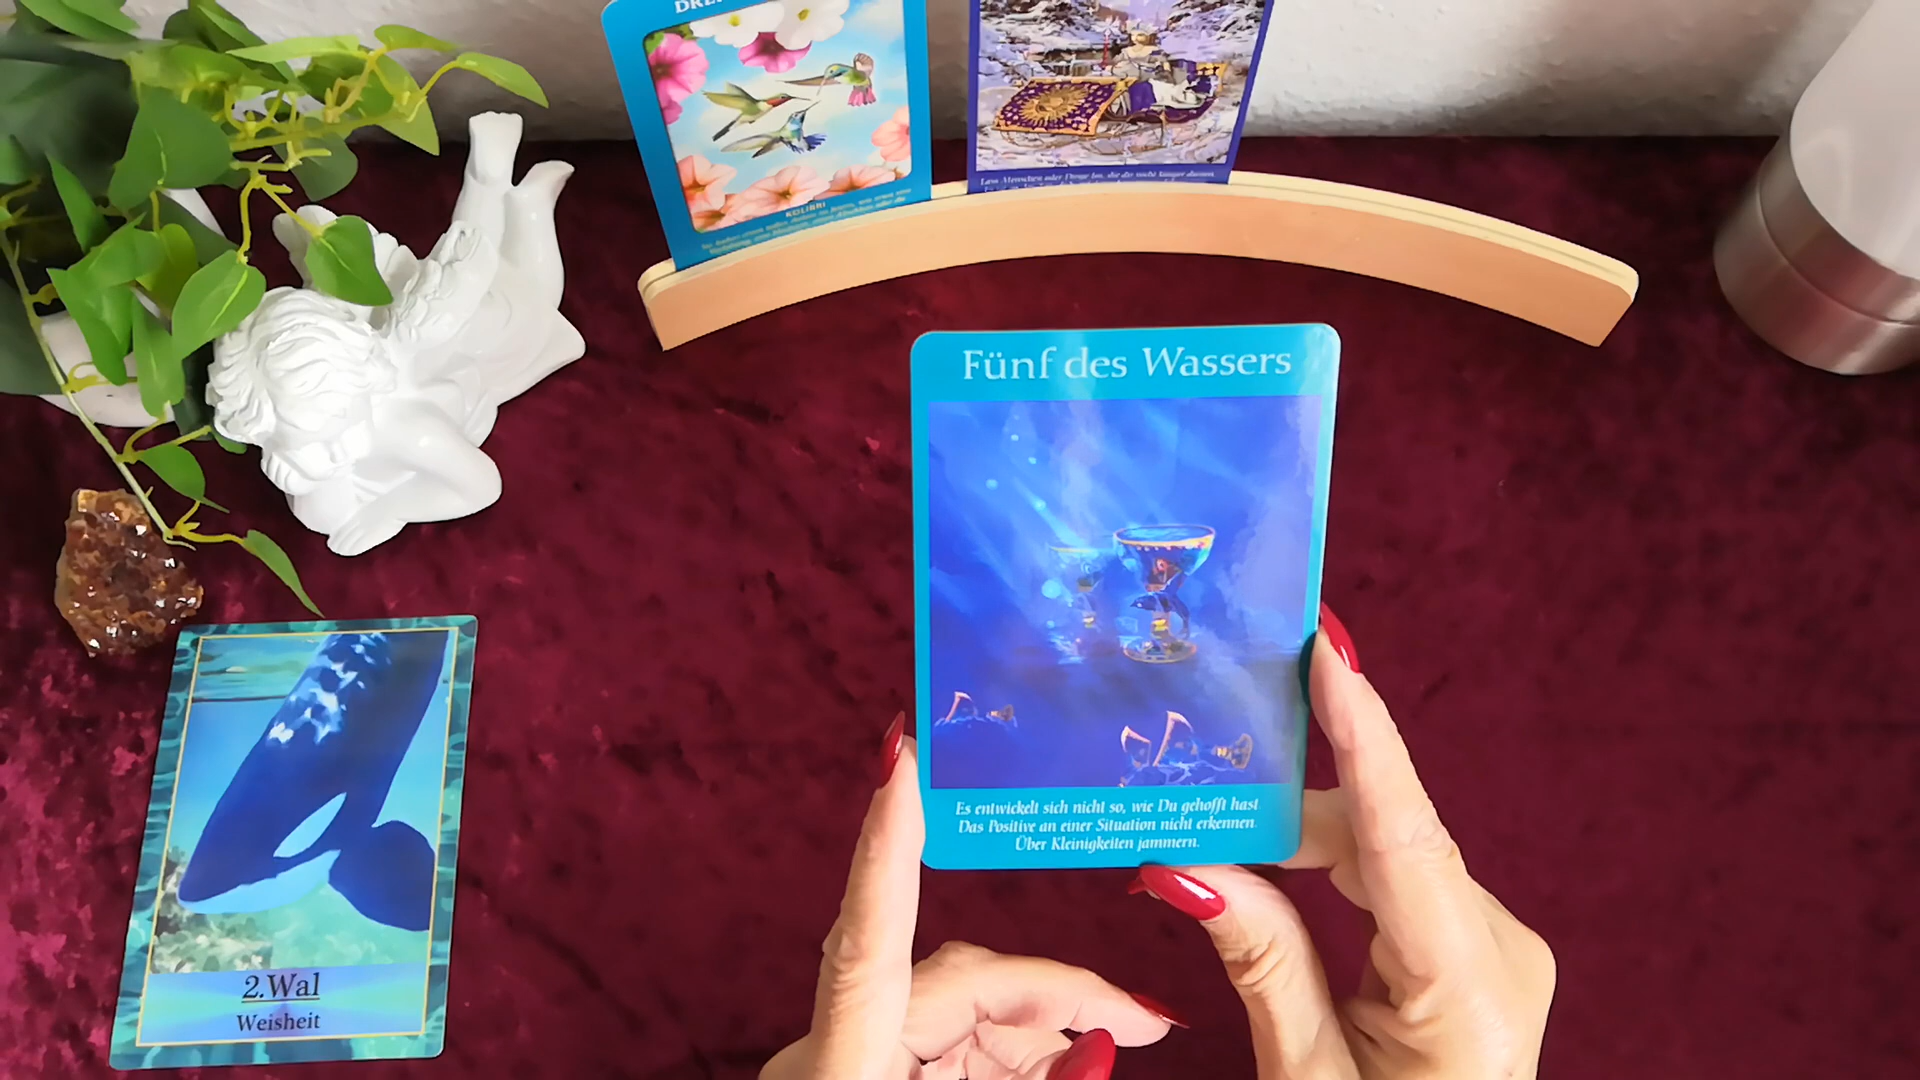 KOLIBRI
Lass Menschen oder Dinge los, die dir nicht länger dienen.
Fünf des Wassers
Es entwickelt sich nicht so, wie Du gehofft hast.
Das Positive an einer Situation nicht erkennen.
Über Kleinigkeiten jammern.
2.Wal
Weisheit